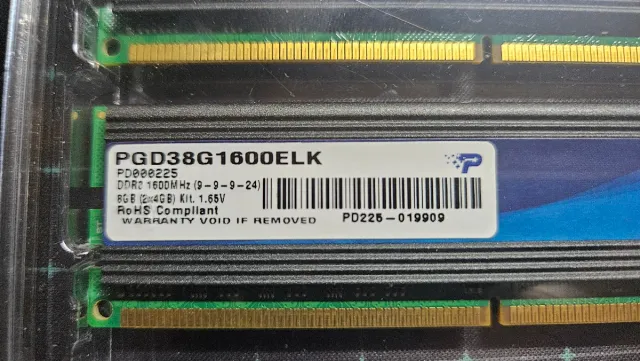 PGD38G1600ELK
PD000225
DDR3 1600MHz (9-9-9-24)
8GB (2x4GB) Kit. 1.65V
RoHS Compliant
WARRANTY VOID IF REMOVED
PD225-019909
P